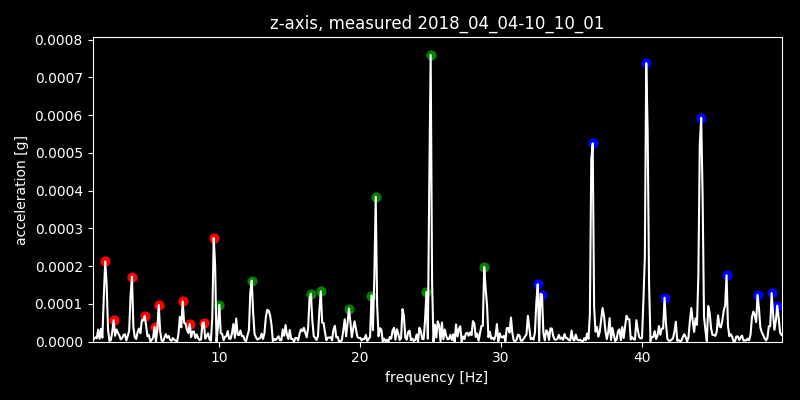 z-axis, measured 2018_04_04-10_10_01
0.0008
0.0007
0.0006
0.0005
0.0004
0.0003
0.0002
0.0001
0.0000
acceleration [g]
10 20 30 40
frequency [Hz]